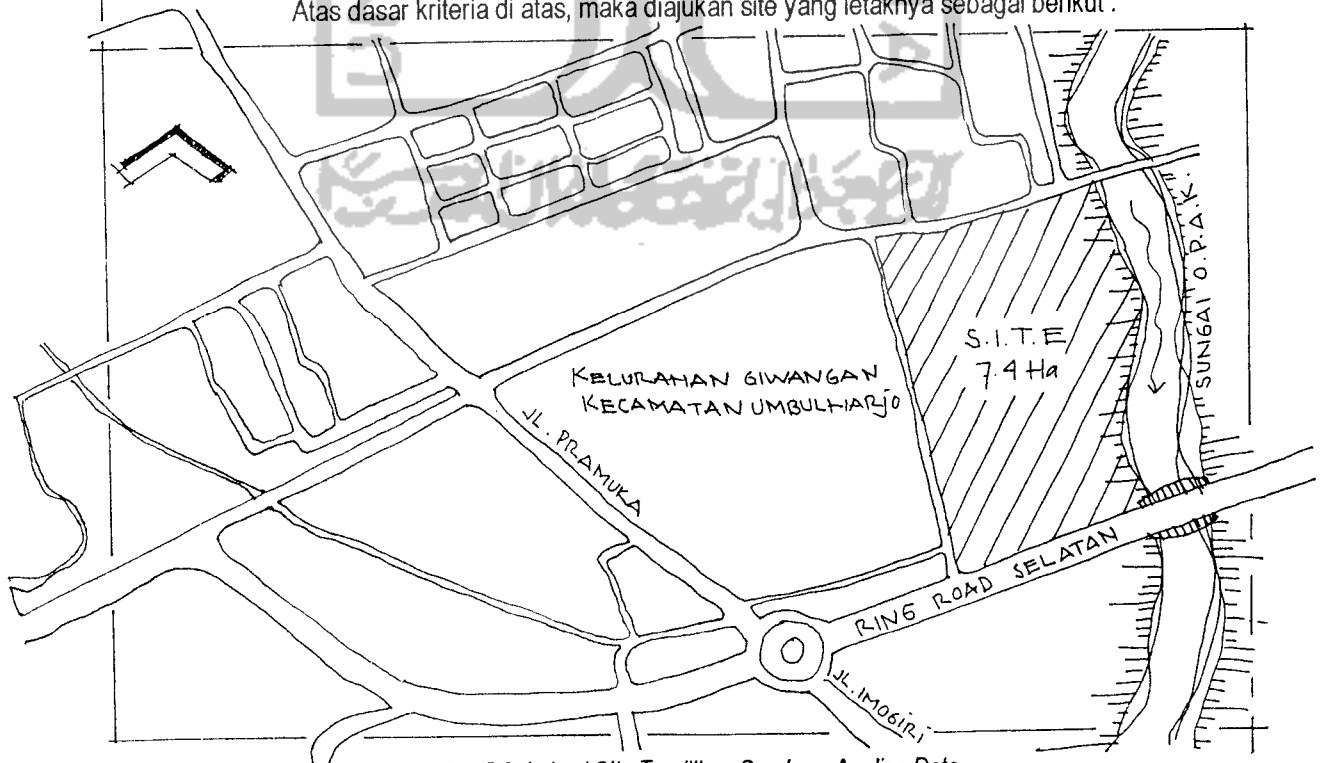 Atas dasar kriteria di atas, maka diajukan site yang letaknya sebagai berikut :
S.I.T.E
7.4 Ha
"SUNGAI O.P.A.K.
KELURAHAN GIWANGAN
KECAMATAN UMBULHARJO
JL. PRAMUKA
RING ROAD SELATAN
JL. IMOGIRI